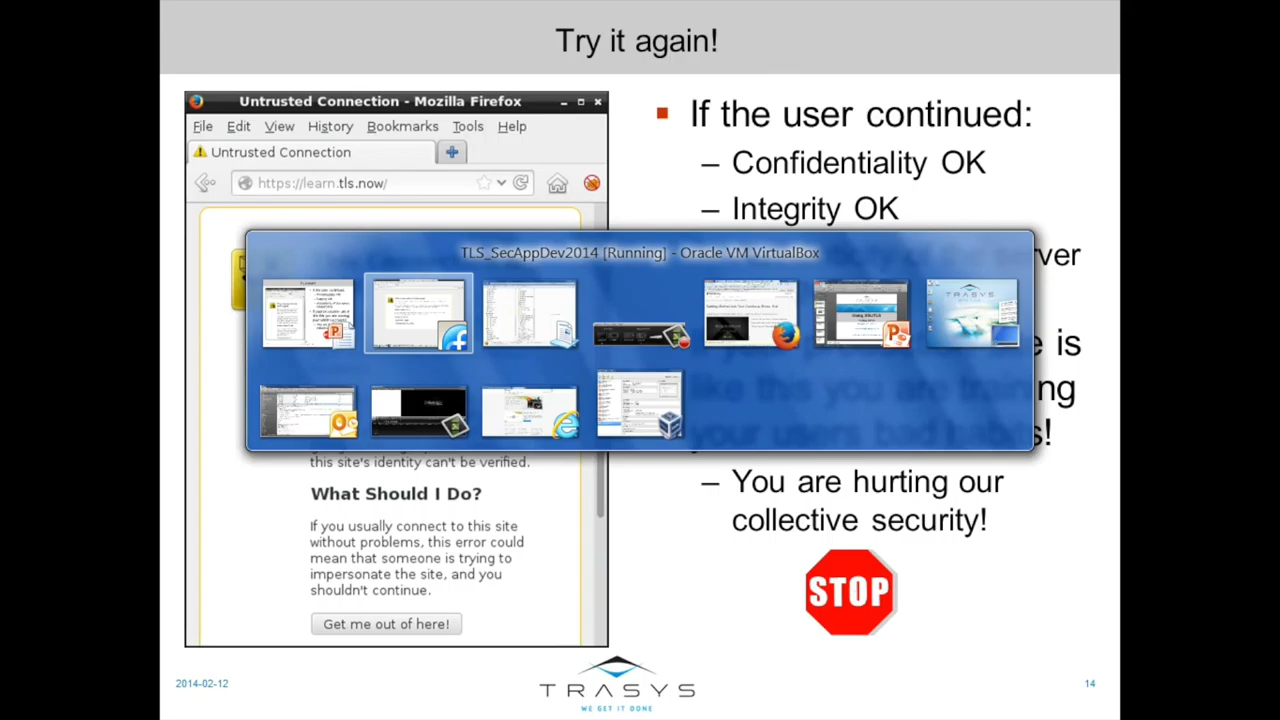 Try it again!
Untrusted Connection - Mozilla Firefox
File Edit View History Bookmarks Tools Help
Untrusted Connection
https://learn.tls.now/
If the user continued:
– Confidentiality OK
– Integrity OK
TLS_SecAppDev2014 [Running] - Oracle VM VirtualBox
this site's identity can't be verified.
What Should I Do?
If you usually connect to this site
without problems, this error could
mean that someone is trying to
impersonate the site, and you
shouldn't continue.
Get me out of here!
– You are hurting our
collective security!
STOP
2014-02-12
TRASYS
WE GET IT DONE
14